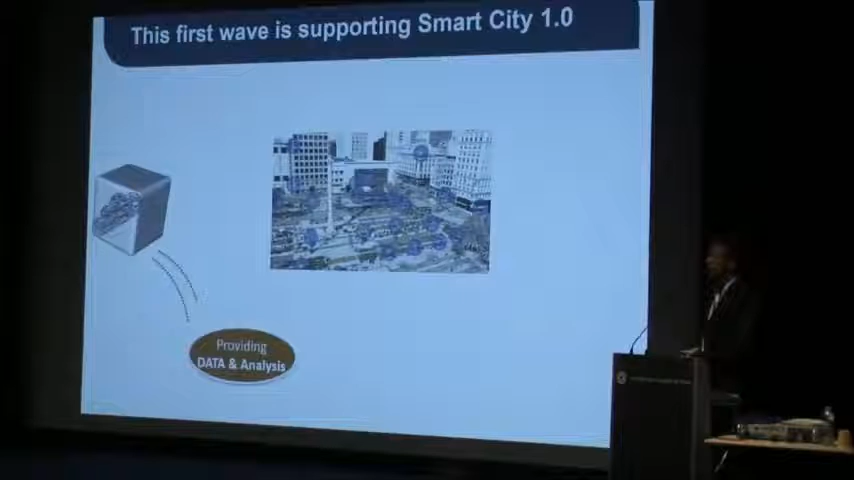 This first wave is supporting Smart City 1.0
Providing
DATA & Analysis